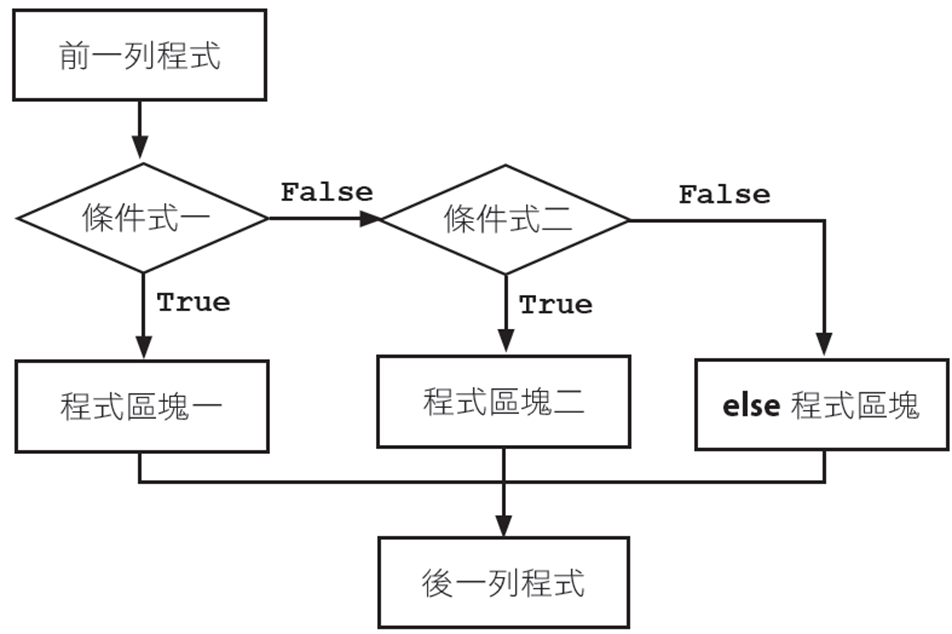 前一列程式
False
False
條件式一
條件式二
True
True
程式區塊一
程式區塊二
else 程式區塊
後一列程式